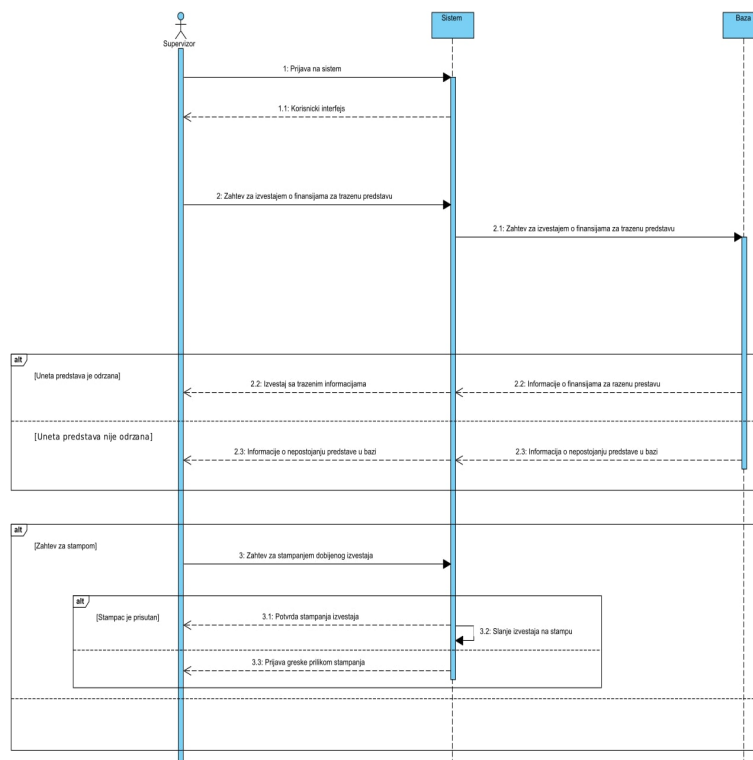 Supervizor
Sistem
Baza
1: Prijava na sistem
1.1: Korisnicki interfejs
2: Zahtev za izvestajem o finansijama za trazenu predstavu
2.1: Zahtev za izvestajem o finansijama za trazenu predstavu
alt
[Uneta predstava je odrzana]
2.2: Izvestaj sa trazenim informacijama
2.2: Informacije o finansijama za razenu prestavu
[Uneta predstava nije odrzana]
2.3: Informacije o nepostojanju predstave u bazi
2.3: Informacija o nepostojanju predstave u bazi
alt
[Zahtev za stampom]
3: Zahtev za stampanjem dobijenog izvestaja
alt
[Stampac je prisutan]
3.1: Potvrda stampanja izvestaja
3.2: Slanje izvestaja na stampu
3.3: Prijava greske prilikom stampanja